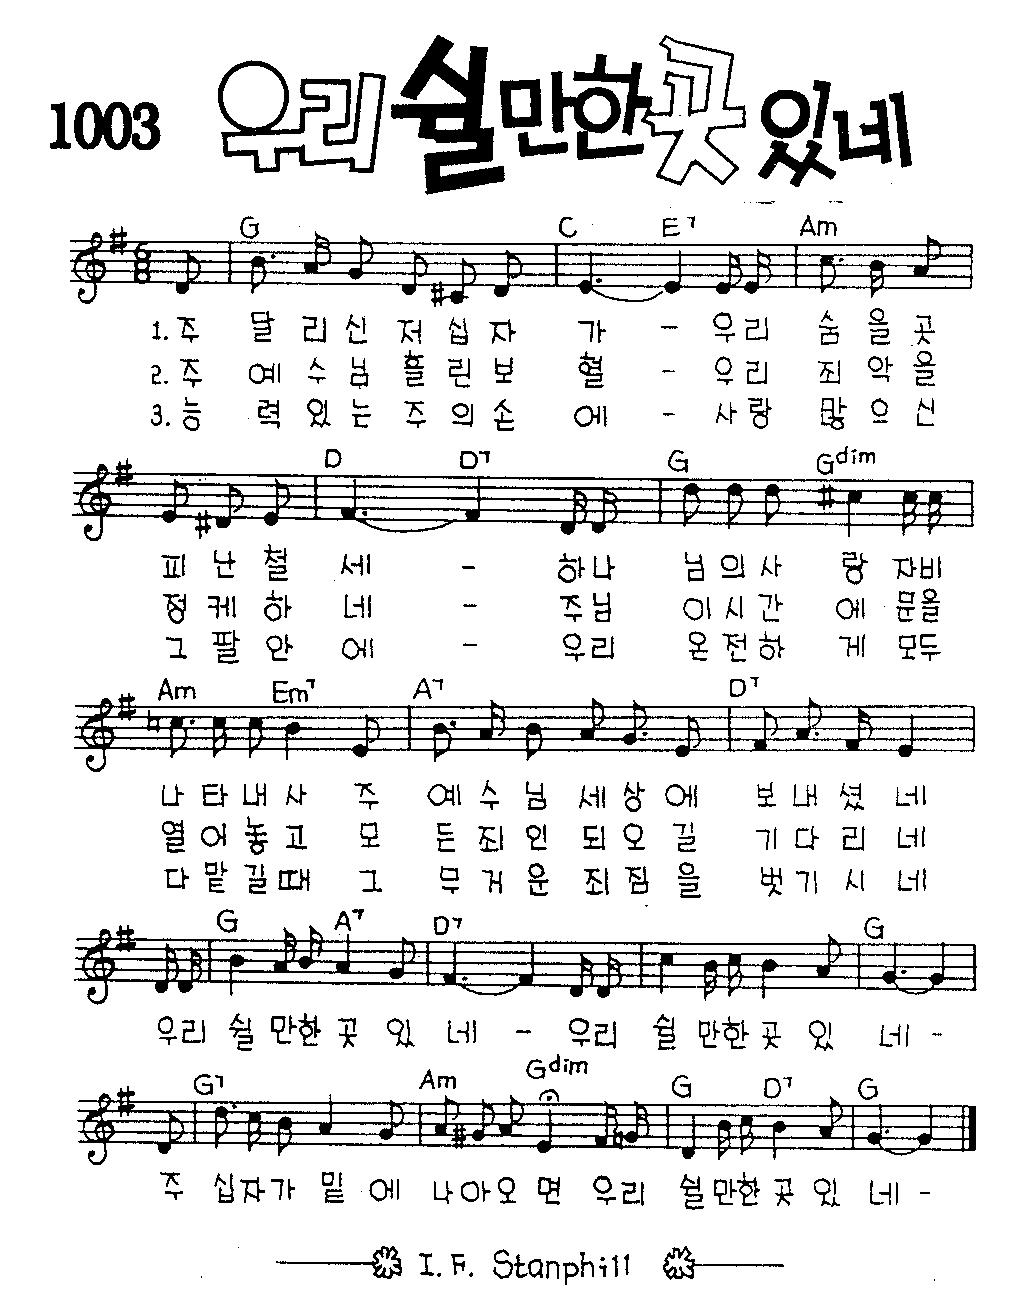 1003 우리 쉴만한 곳 있네
G C E7 Am
1. 주 달리신 저십자 가 - 우리 숨을곳
2. 주 예수님 흘린보 혈 - 우리 죄악을
3. 능 력있는 주의손 에 - 사랑 많으신
D D7 G Gdim
피난철 세 - 하나 님의사 랑 자비
정케하 네 - 주님 이시간 에 문을
그팔안 에 - 우리 온전하 게 모두
Am Em7 A7 D7
나타내사 주 예수님 세상에 보내셨 네
열어놓고 모 든죄인 되오길 기다리 네
다맡길때 그 무거운 죄짐을 벗기시 네
G A7 D7 G
우리 쉴 만한 곳 있 네 - 우리 쉴 만한 곳 있 네 -
G7 Am Gdim G D7 G
주 십자가 밑 에 나아오 면 우리 쉴만한 곳 있 네 -
I. F. Stanphill